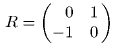 R = ( 0 1
-1 0 )